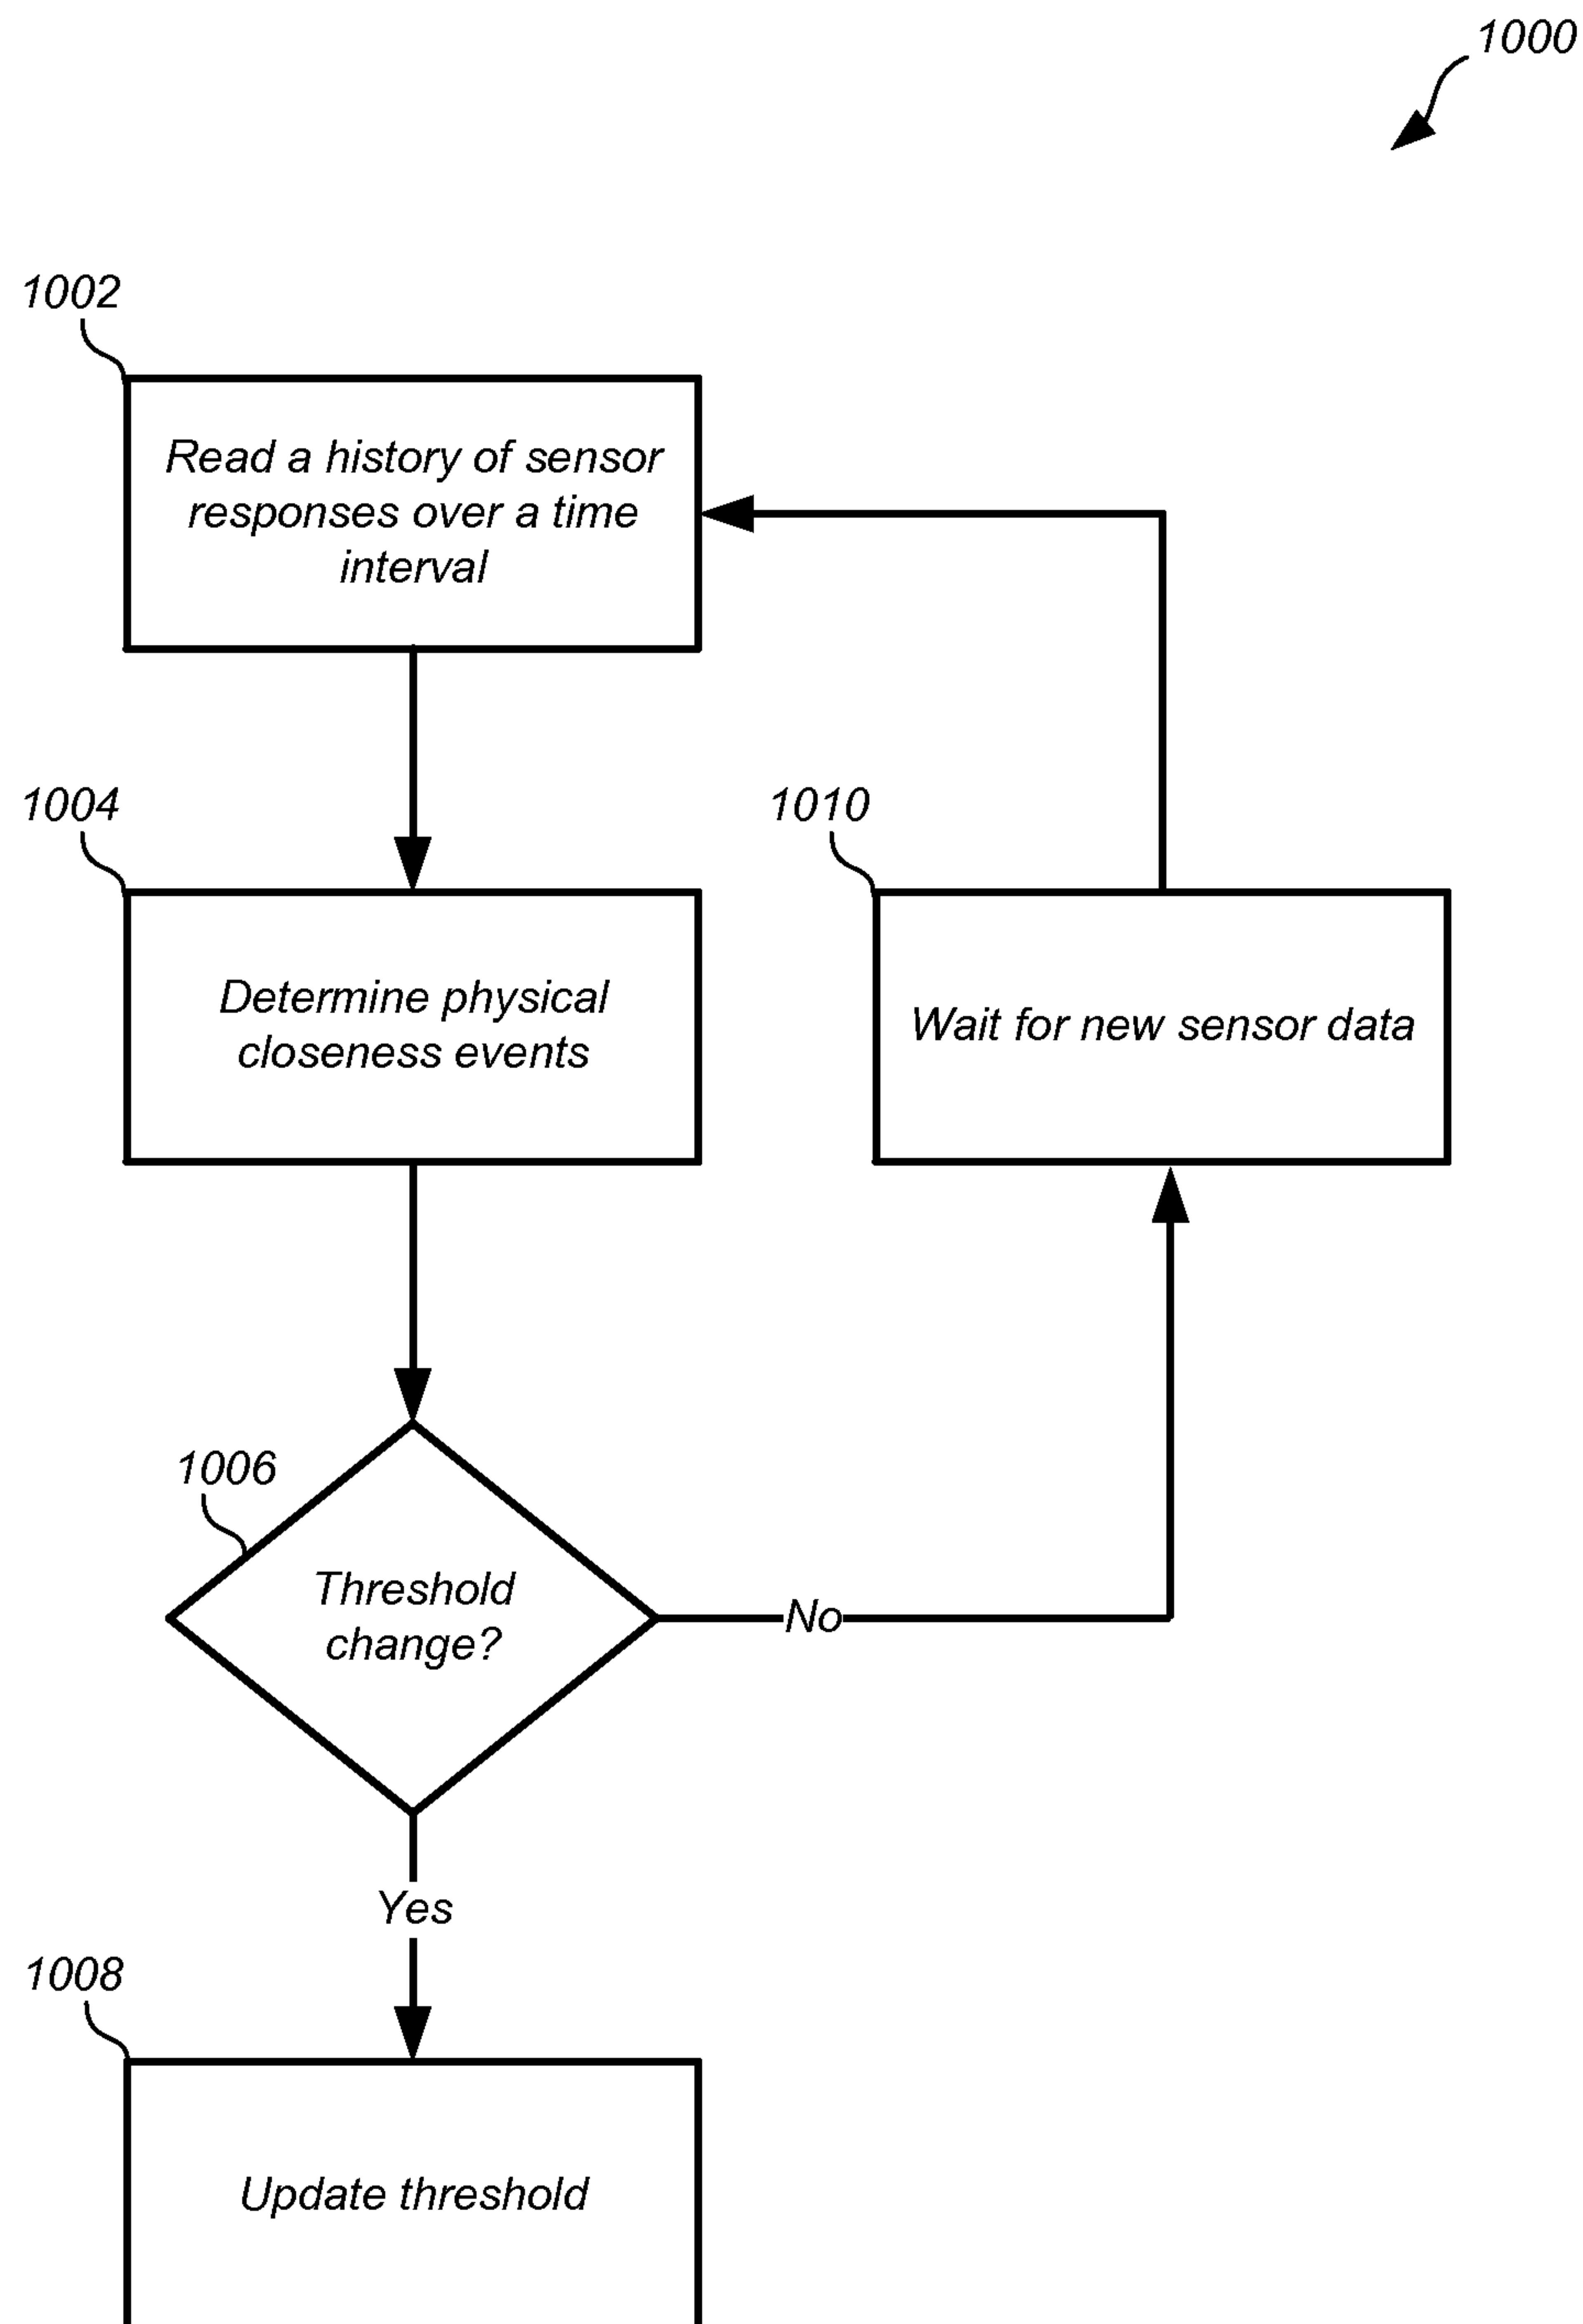 1000
1002
Read a history of sensor
responses over a time
interval
1004
Determine physical
closeness events
1010
Wait for new sensor data
1006
Threshold
change?
No
Yes
1008
Update threshold